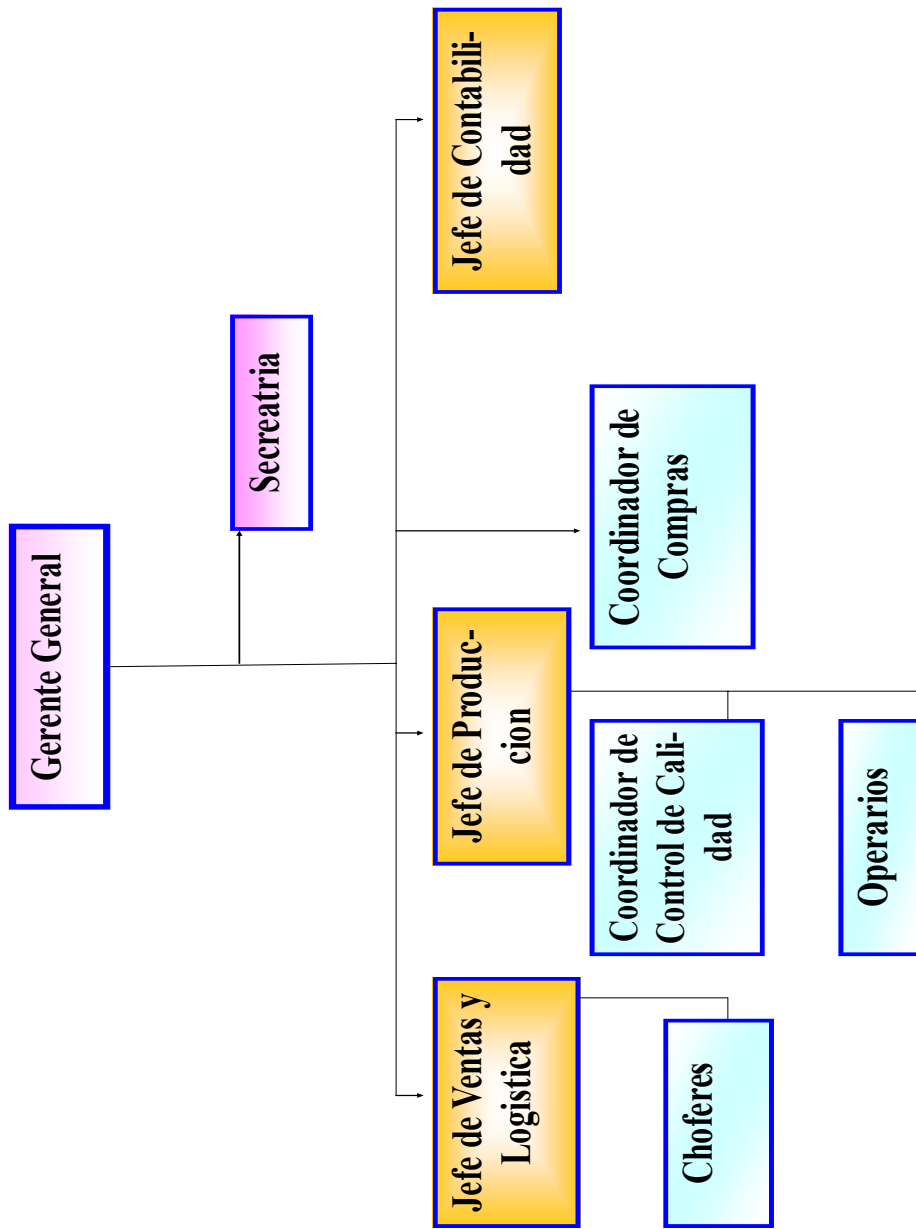 Gerente General
Secreatria
Jefe de Ventas y
Logistica
Jefe de Produc-
cion
Jefe de Contabili-
dad
Coordinador de
Control de Cali-
dad
Coordinador de
Compras
Choferes
Operarios